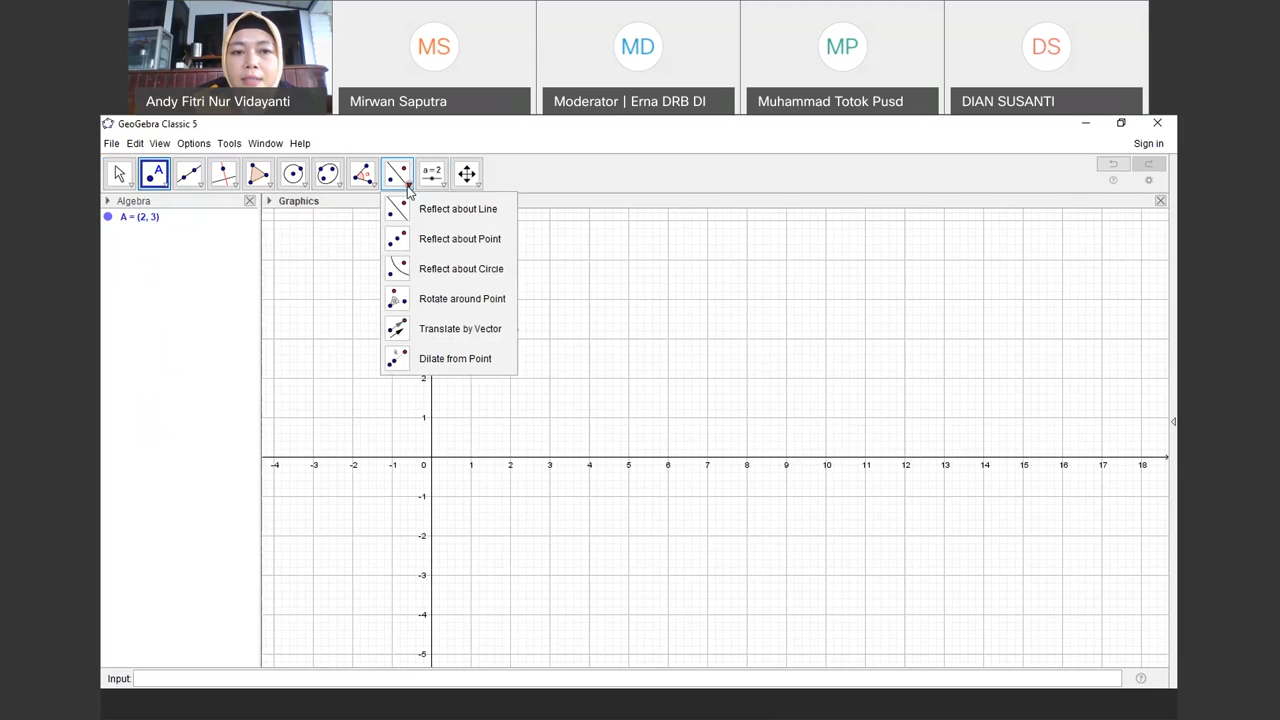 MS
MD
MP
DS
Andy Fitri Nur Vidayanti
Mirwan Saputra
Moderator | Erna DRB DI
Muhammad Totok Pusd
DIAN SUSANTI
GeoGebra Classic 5
File Edit View Options Tools Window Help
Sign in
A
α
a=2
Algebra
Graphics
A = (2, 3)
Reflect about Line
Reflect about Point
Reflect about Circle
Rotate around Point
Translate by Vector
Dilate from Point
2
1
-4 -3 -2 -1 0 1 2 3 4 5 6 7 8 9 10 11 12 13 14 15 16 17 18
-1
-2
-3
-4
-5
Input: